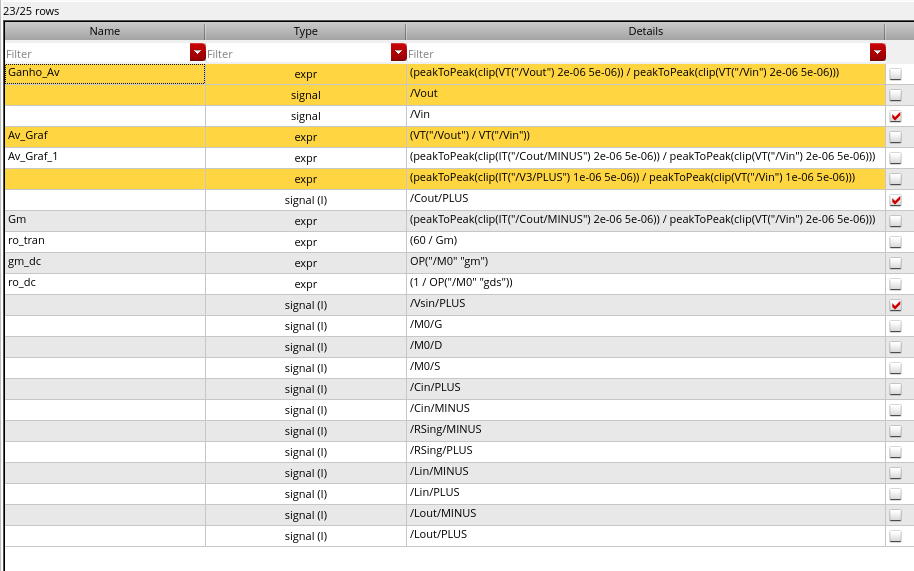 23/25 rows
Name Type Details
Filter Filter Filter
Ganho_Av expr (peakToPeak(clip(VT("/Vout") 2e-06 5e-06)) / peakToPeak(clip(VT("/Vin") 2e-06 5e-06)))
signal /Vout
signal /Vin
Av_Graf expr (VT("/Vout") / VT("/Vin"))
Av_Graf_1 expr (peakToPeak(clip(IT("/Cout/MINUS") 2e-06 5e-06)) / peakToPeak(clip(VT("/Vin") 2e-06 5e-06)))
expr (peakToPeak(clip(IT("/V3/PLUS") 1e-06 5e-06)) / peakToPeak(clip(VT("/Vin") 1e-06 5e-06)))
signal (I) /Cout/PLUS
Gm expr (peakToPeak(clip(IT("/Cout/MINUS") 2e-06 5e-06)) / peakToPeak(clip(VT("/Vin") 2e-06 5e-06)))
ro_tran expr (60 / Gm)
gm_dc expr OP("/M0" "gm")
ro_dc expr (1 / OP("/M0" "gds"))
signal (I) /Vsin/PLUS
signal (I) /M0/G
signal (I) /M0/D
signal (I) /M0/S
signal (I) /Cin/PLUS
signal (I) /Cin/MINUS
signal (I) /RSing/MINUS
signal (I) /RSing/PLUS
signal (I) /Lin/MINUS
signal (I) /Lin/PLUS
signal (I) /Lout/MINUS
signal (I) /Lout/PLUS